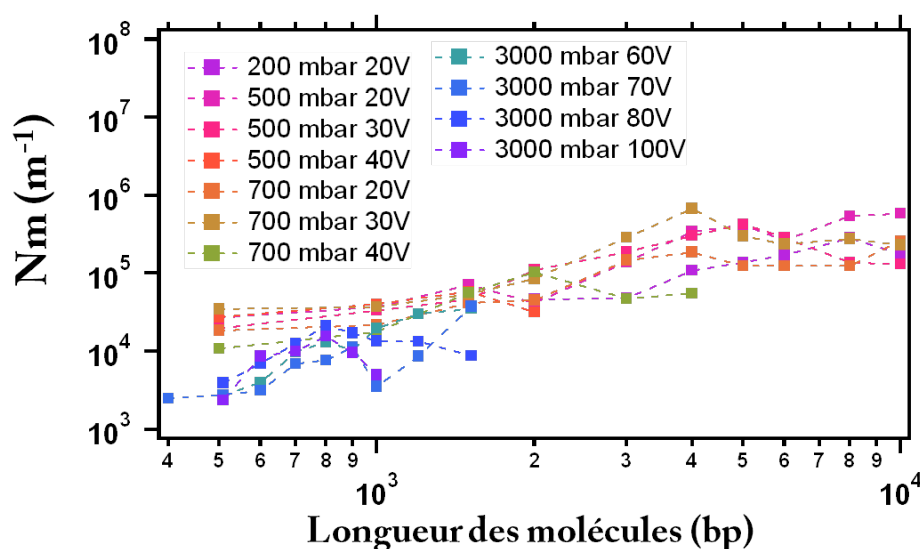 10^8
10^7
10^6
10^5
10^4
10^3
Nm (m^-1)
200 mbar 20V
500 mbar 20V
500 mbar 30V
500 mbar 40V
700 mbar 20V
700 mbar 30V
700 mbar 40V
3000 mbar 60V
3000 mbar 70V
3000 mbar 80V
3000 mbar 100V
4 5 6 7 8 9 2 3 4 5 6 7 8 9
10^3 10^4
Longueur des molécules (bp)